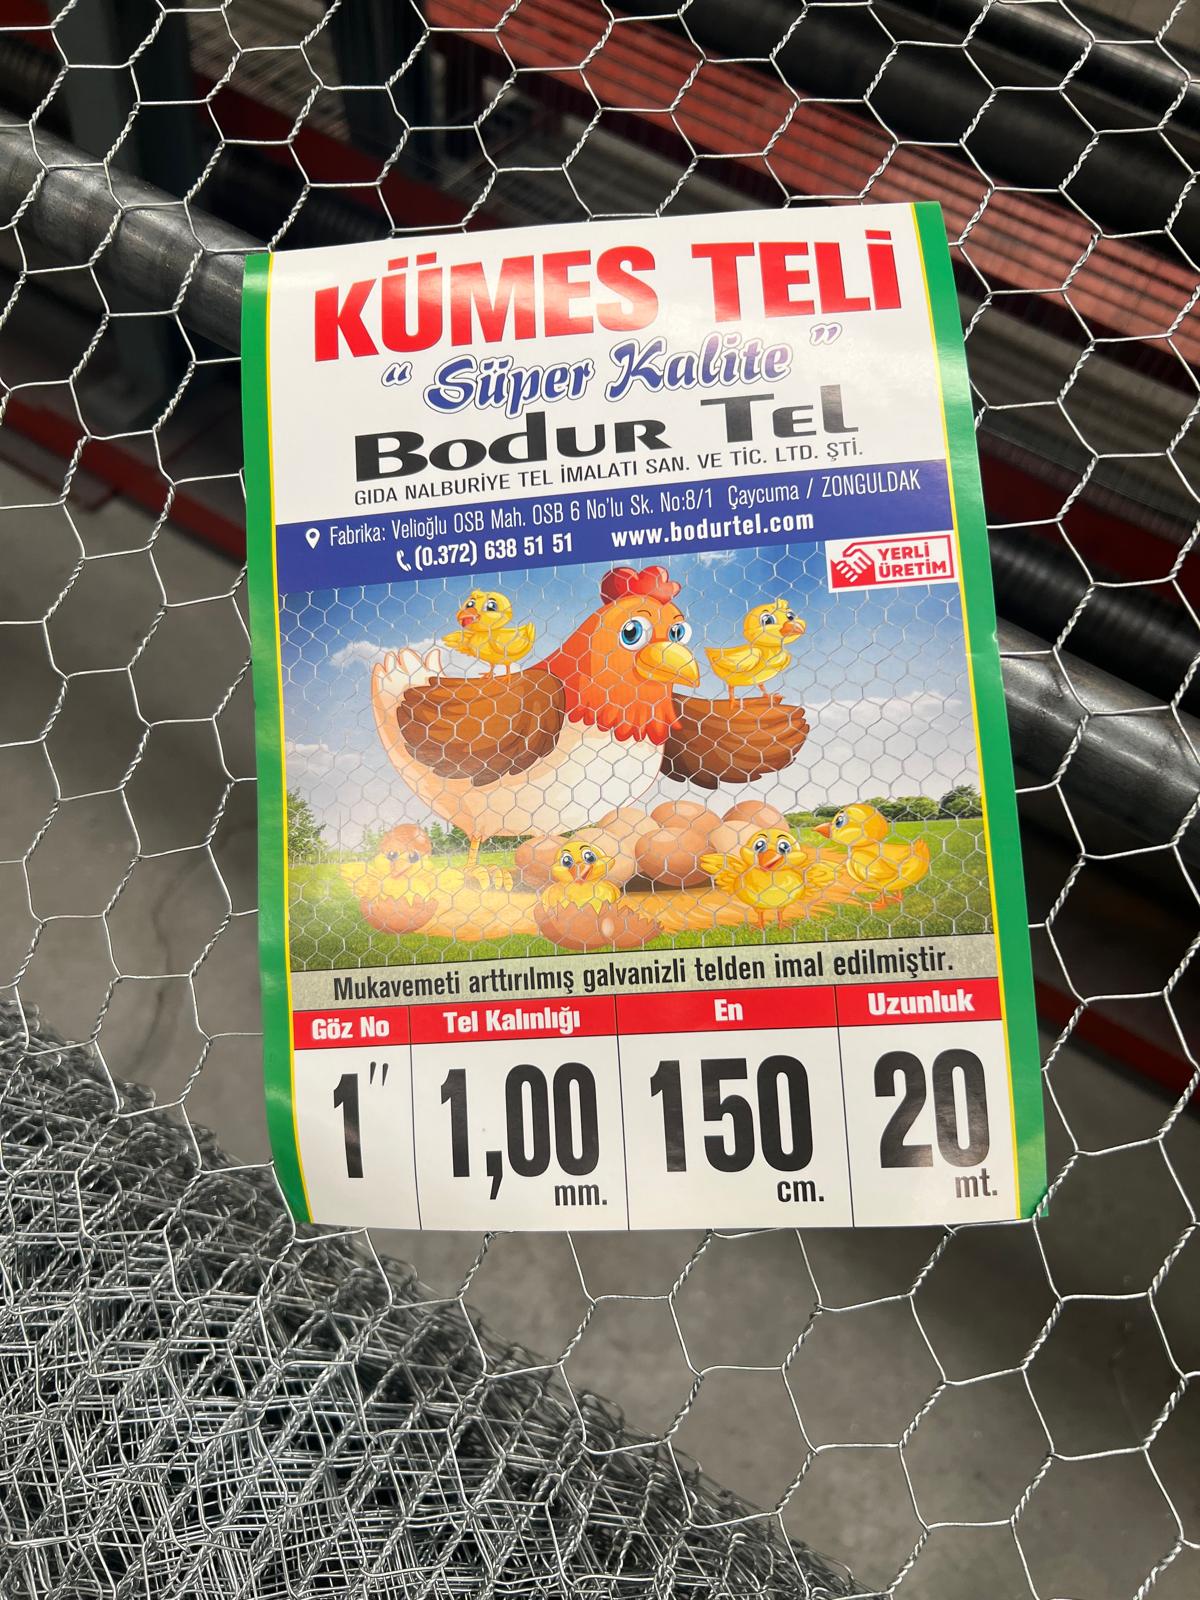 KÜMES TELİ
“ Süper Kalite ”
Bodur Tel
GIDA NALBURİYE TEL İMALATI SAN. VE TİC. LTD. ŞTİ.
Fabrika: Velioğlu OSB Mah. OSB 6 No'lu Sk. No:8/1 Çaycuma / ZONGULDAK
(0.372) 638 51 51 www.bodurtel.com
YERLİ
ÜRETİM
Mukavemeti arttırılmış galvanizli telden imal edilmiştir.
Göz No Tel Kalınlığı En Uzunluk
1" 1,00 mm. 150 cm. 20 mt.